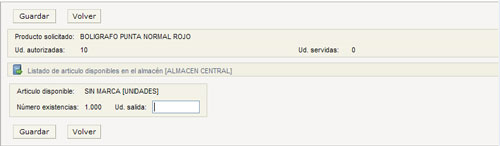 Guardar Volver
Producto solicitado: BOLIGRAFO PUNTA NORMAL ROJO
Ud. autorizadas: 10 Ud. servidas: 0
Listado de articulo disponibles en el almacén [ALMACEN CENTRAL]
Articulo disponible: SIN MARCA [UNIDADES]
Número existencias: 1.000 Ud. salida:
Guardar Volver